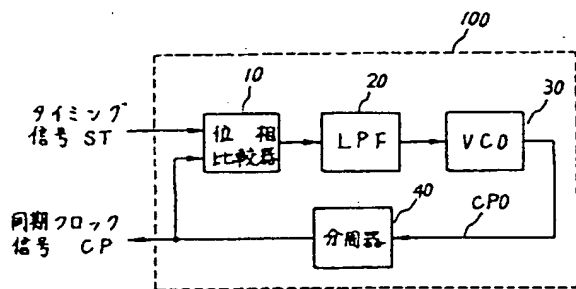 100
10
20
30
タイミング
信号 ST
位相
比較器
LPF
VCO
40
CPO
同期フロック
信号 CP
分周器